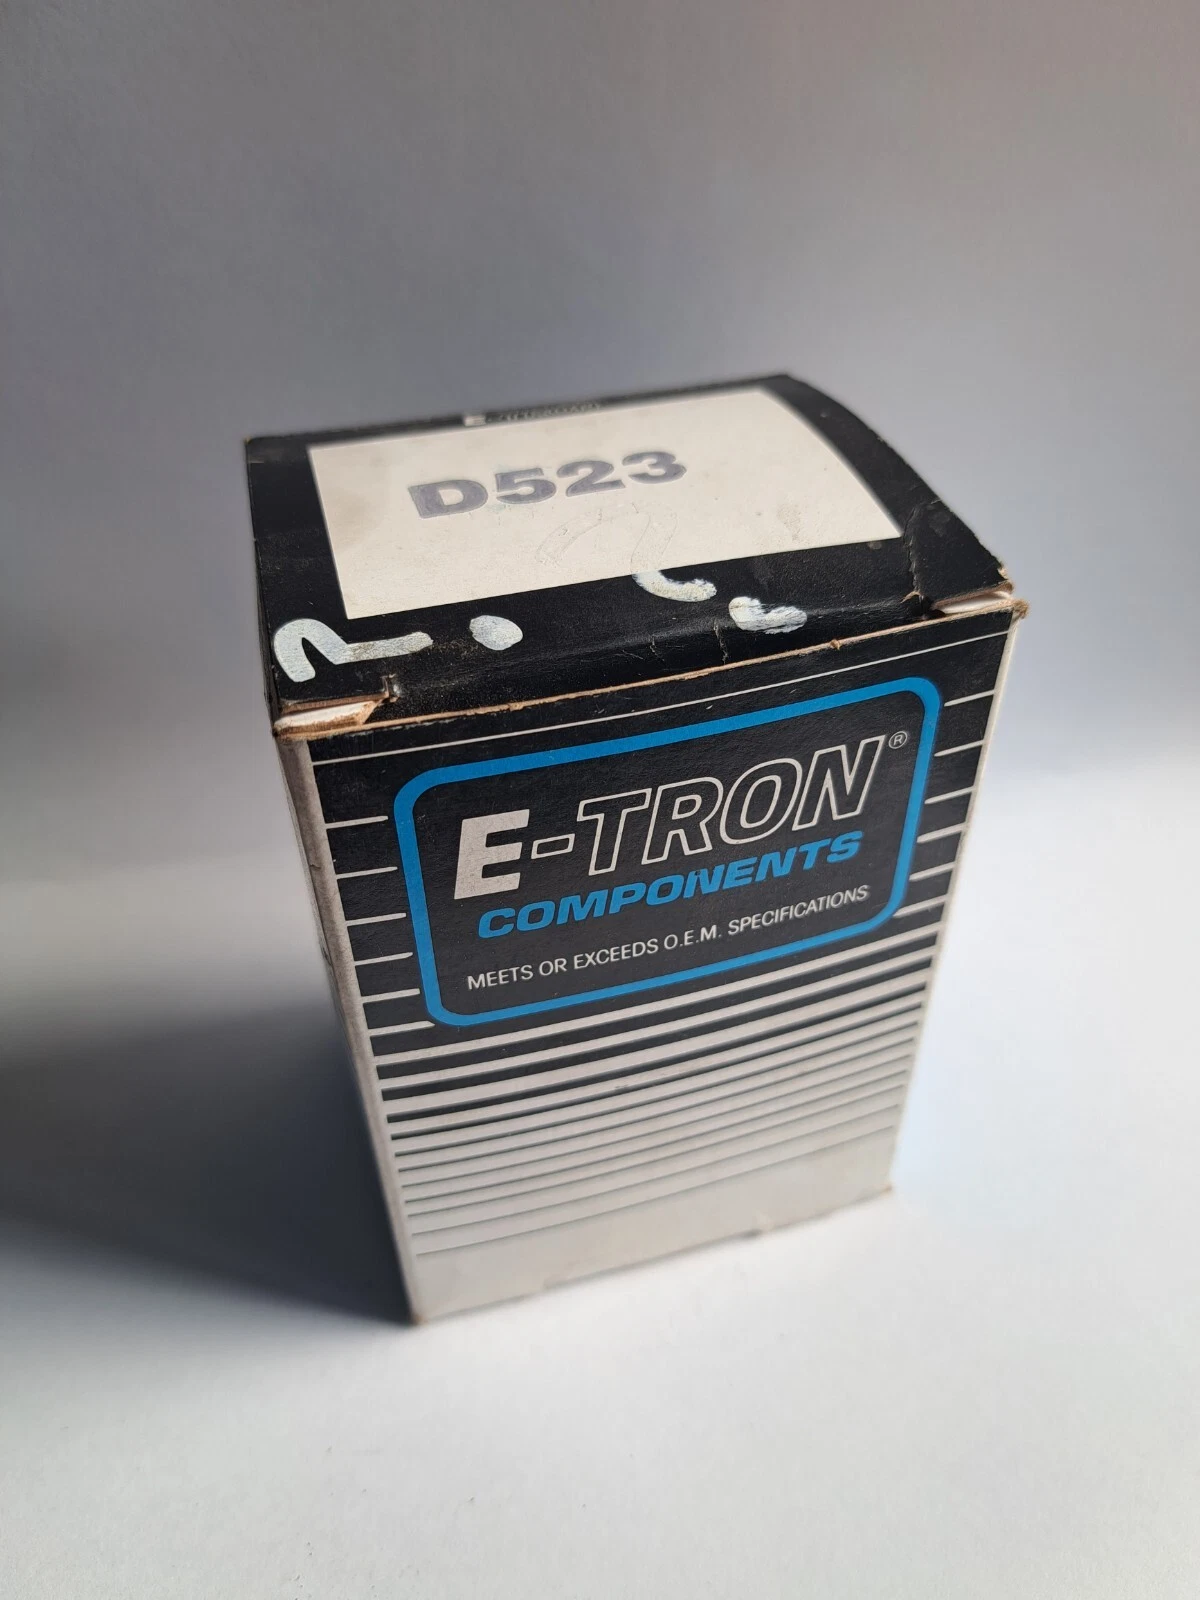 D523
E-TRON®
COMPONENTS
MEETS OR EXCEEDS O.E.M. SPECIFICATIONS